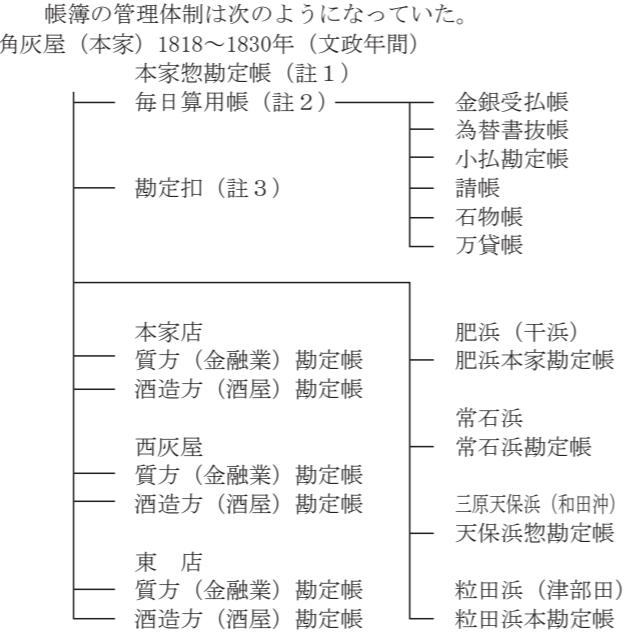 帳簿の管理体制は次のようになっていた。
角灰屋（本家）1818～1830年（文政年間）
本家惣勘定帳（註１）
毎日算用帳（註２）
金銀受払帳
為替書抜帳
小払勘定帳
勘定扣（註３）
請帳
石物帳
万貸帳
本家店
質方（金融業）勘定帳
酒造方（酒屋）勘定帳
西灰屋
質方（金融業）勘定帳
酒造方（酒屋）勘定帳
東　店
質方（金融業）勘定帳
酒造方（酒屋）勘定帳
肥浜（干浜）
肥浜本家勘定帳
常石浜
常石浜勘定帳
三原天保浜（和田沖）
天保浜惣勘定帳
粒田浜（津部田）
粒田浜本勘定帳